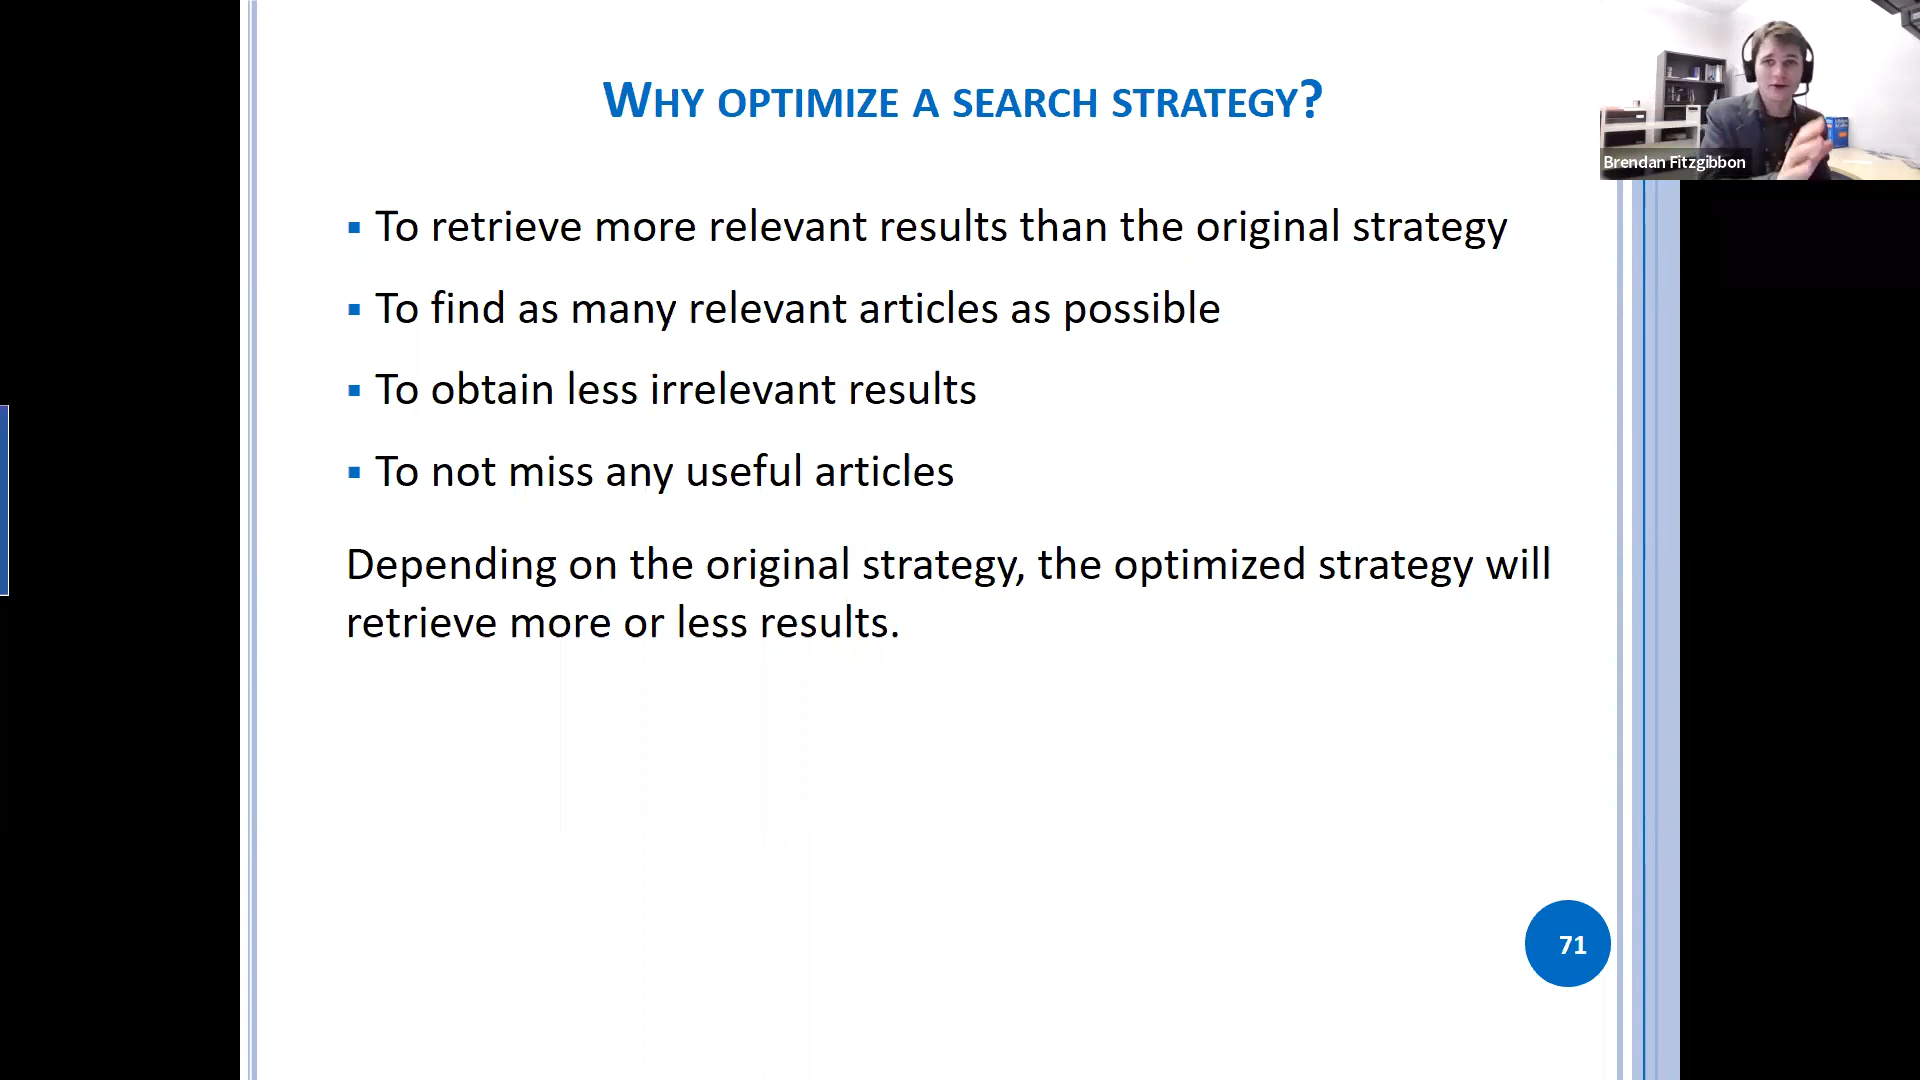 WHY OPTIMIZE A SEARCH STRATEGY?
Brendan Fitzgibbon
▪ To retrieve more relevant results than the original strategy
▪ To find as many relevant articles as possible
▪ To obtain less irrelevant results
▪ To not miss any useful articles
Depending on the original strategy, the optimized strategy will
retrieve more or less results.
71